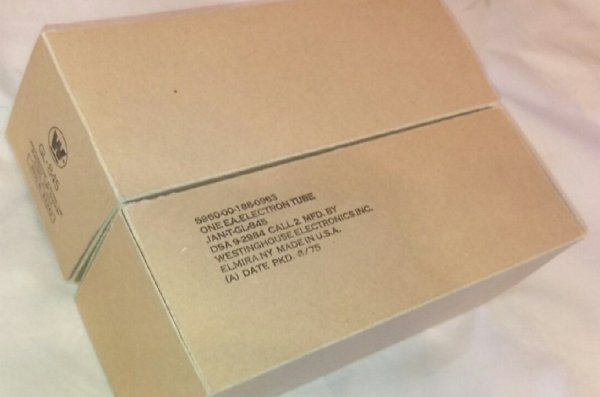 W
GL-845
5960-00-188-0963
ONE EA. ELECTRON TUBE
JANT-GL-845
DSA 9-2984 CALL 2 MFD. BY
WESTINGHOUSE ELECTRONICS INC.
ELMIRA NY. MADE IN U.S.A.
(A) DATE PKD. 8/75